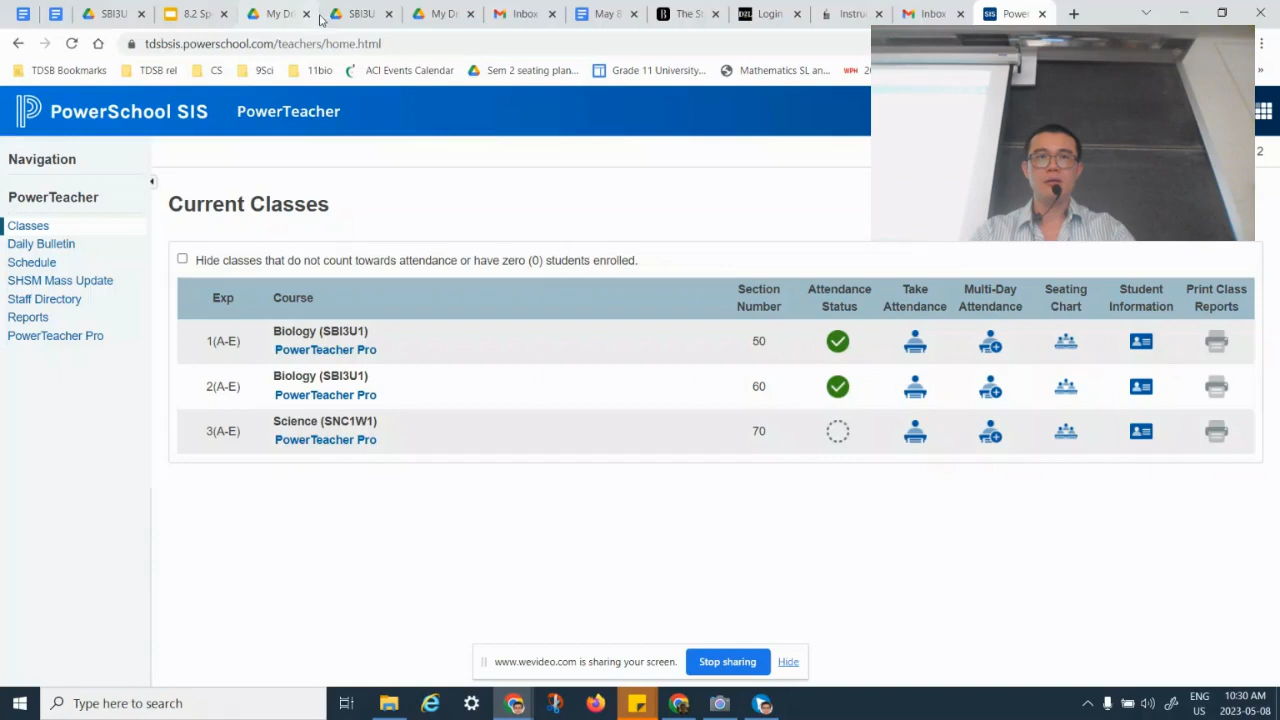 SBI3U
8.2 Sp
My D
SBI3U
My D
Inbox
May 8
The S
Login
Instru
Inbox
SIS
Power
tdsbsis.powerschool.com/teachers/home.html
TDSB Bookmarks
TDSB rel
CS
9Sci
11bio
ACI Events Calendar
Sem 2 seating plan...
Grade 11 University...
Mathematics SL an...
WPH
»
PowerSchool SIS
PowerTeacher
2
Navigation
PowerTeacher
Classes
Daily Bulletin
Schedule
SHSM Mass Update
Staff Directory
Reports
PowerTeacher Pro
Current Classes
Hide classes that do not count towards attendance or have zero (0) students enrolled.
Exp
Course
Section Number
Attendance Status
Take Attendance
Multi-Day Attendance
Seating Chart
Student Information
Print Class Reports
1(A-E)
Biology (SBI3U1)
PowerTeacher Pro
50
2(A-E)
Biology (SBI3U1)
PowerTeacher Pro
60
3(A-E)
Science (SNC1W1)
PowerTeacher Pro
70
www.wevideo.com is sharing your screen.
Stop sharing
Hide
Type here to search
ENG
US
10:30 AM
2023-05-08